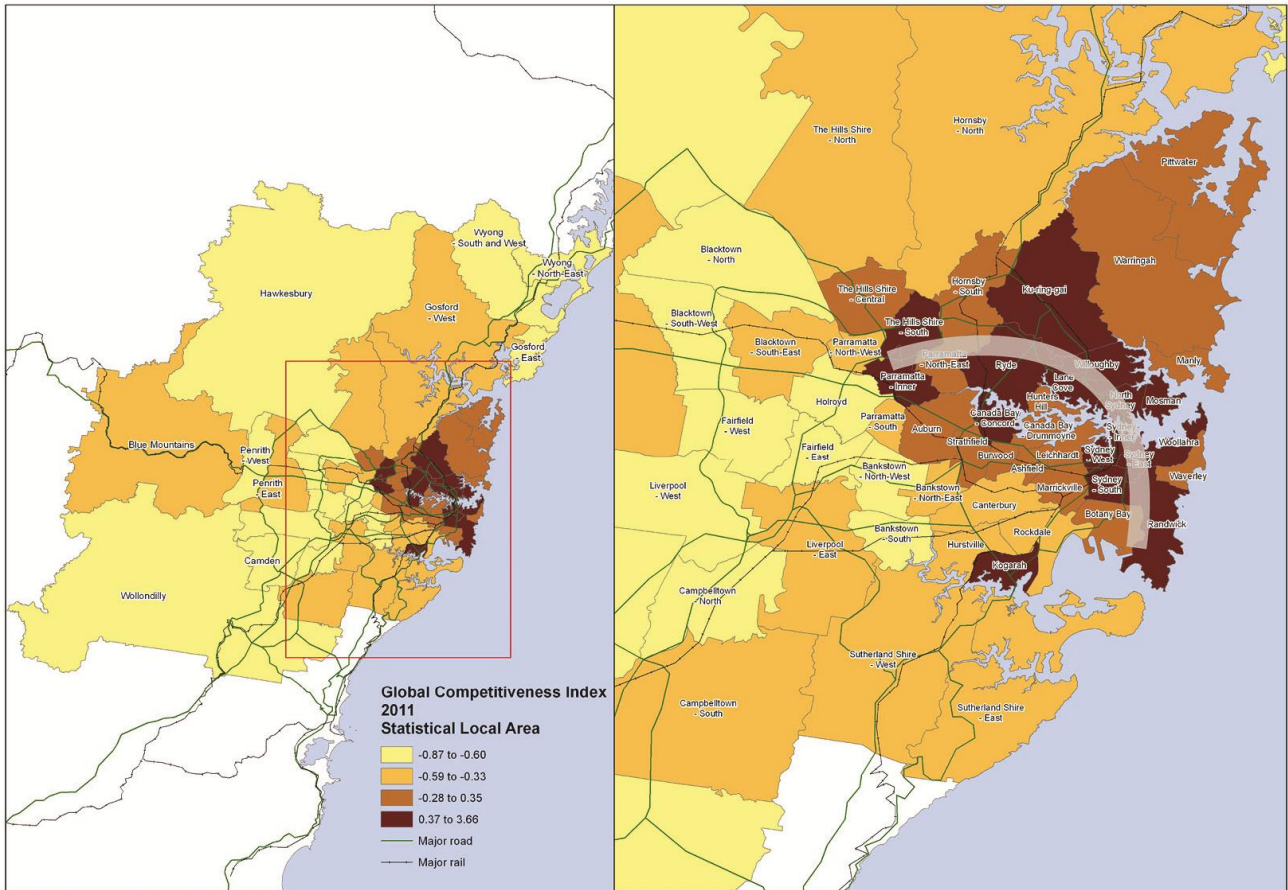 Hawkesbury
Wyong
- South and West
Wyong
- North-East
Gosford
- West
Gosford
- East
Blue Mountains
Penrith
- West
Penrith
- East
Camden
Wollondilly
Global Competitiveness Index
2011
Statistical Local Area
-0.87 to -0.60
-0.59 to -0.33
-0.28 to 0.35
0.37 to 3.66
Major road
Major rail
The Hills Shire
- North
Hornsby
- North
Pittwater
Warringah
Blacktown
- North
The Hills Shire
- Central
Hornsby
- South
Ku-ring-gai
Blacktown
- South-West
The Hills Shire
- South
Blacktown
- South-East
Parramatta
- North-West
Parramatta
- North-East
Ryde
Willoughby
Manly
Parramatta
- Inner
Lane
Cove
North
Sydney
Mosman
Hunters
Hill
Holroyd
Canada Bay
- Concord
Fairfield
- West
Parramatta
- South
Auburn
Canada Bay
- Drummoyne
Sydney
- Inner
Woollahra
Strathfield
Fairfield
- East
Burwood
Leichhardt
Sydney
- West
Sydney
- East
Ashfield
Waverley
Bankstown
- North-West
Liverpool
- West
Bankstown
- North-East
Marrickville
Sydney
- South
Canterbury
Botany Bay
Randwick
Bankstown
- South
Rockdale
Liverpool
- East
Hurstville
Kogarah
Campbelltown
- North
Sutherland Shire
- West
Campbelltown
- South
Sutherland Shire
- East